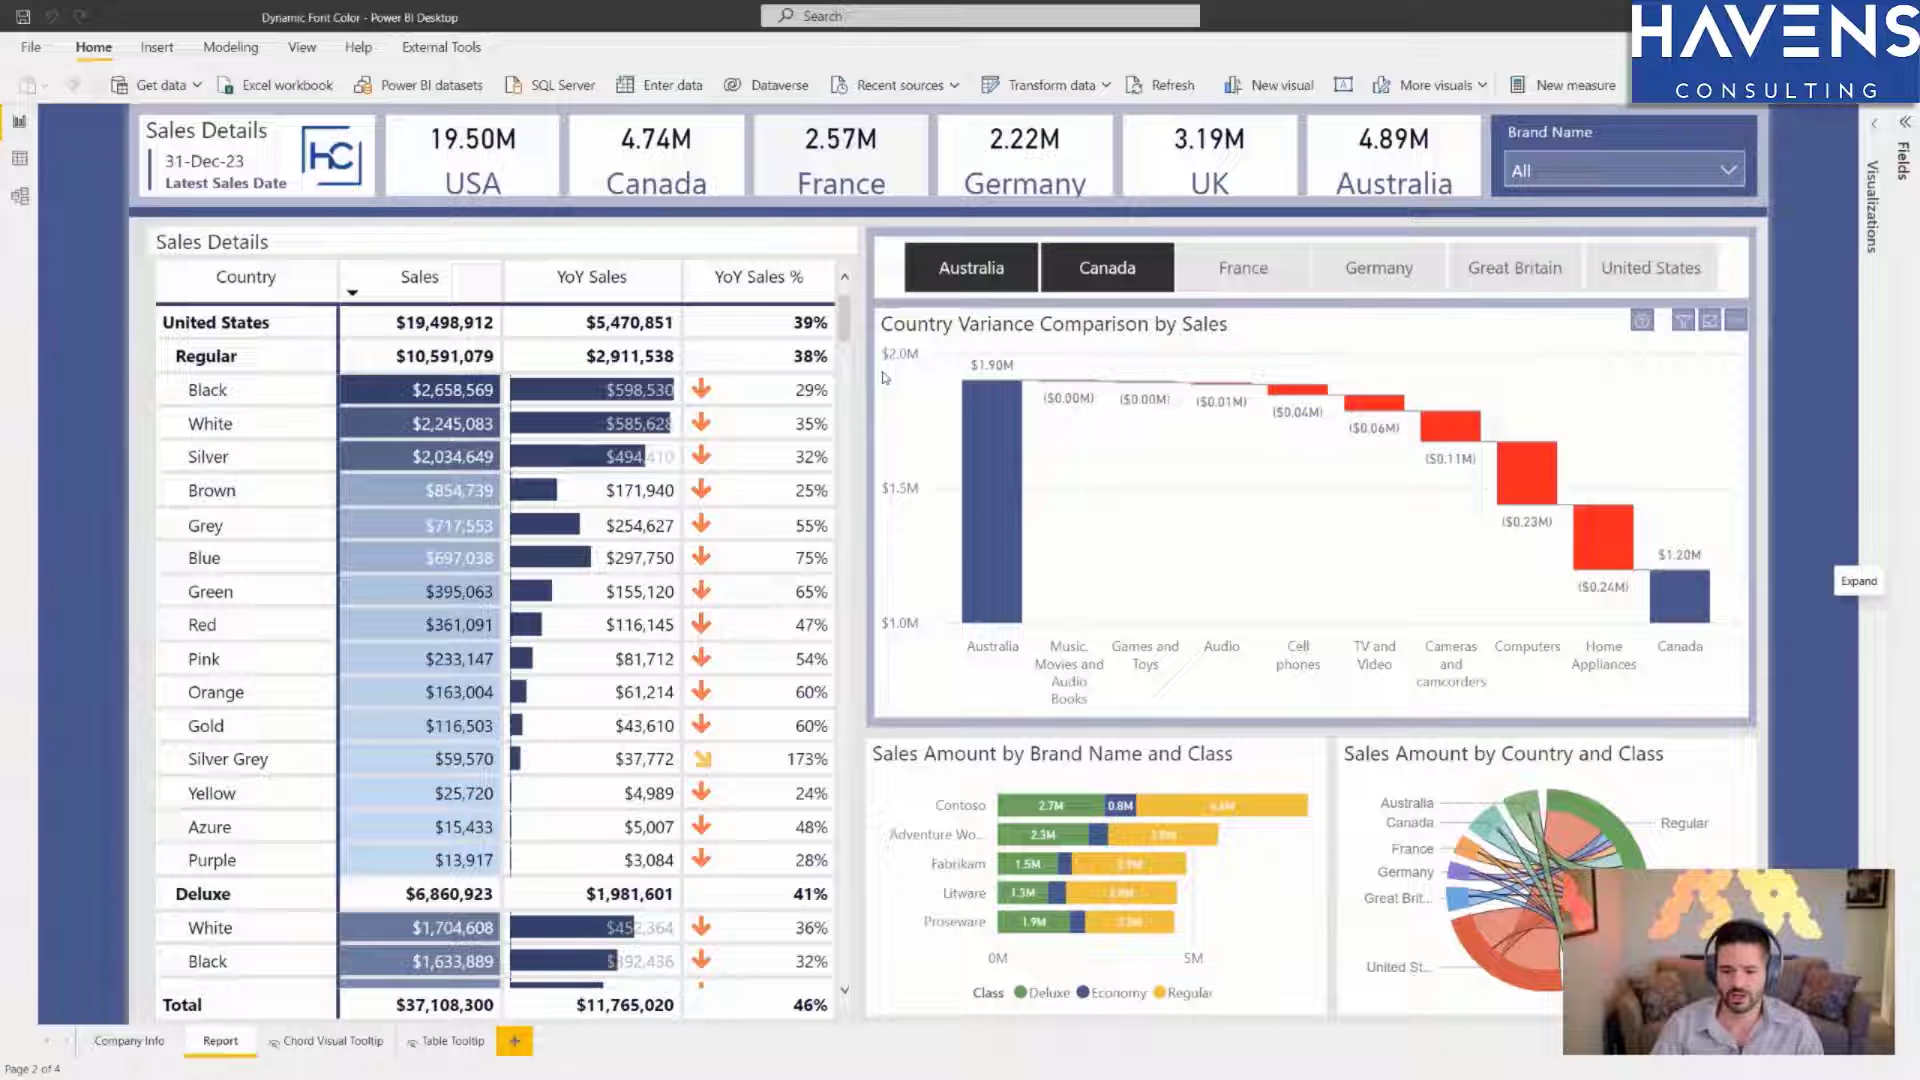 Dynamic Font Color - Power BI Desktop
Search
HAVENS
CONSULTING
File Home Insert Modeling View Help External Tools
Get data Excel workbook Power BI datasets SQL Server Enter data Dataverse Recent sources Transform data Refresh New visual More visuals New measure
Sales Details
31-Dec-23
Latest Sales Date
HC
19.50M
USA
4.74M
Canada
2.57M
France
2.22M
Germany
3.19M
UK
4.89M
Australia
Brand Name
All
Visualizations
Fields
Expand
Sales Details
Country Sales YoY Sales YoY Sales %
United States $19,498,912 $5,470,851 39%
Regular $10,591,079 $2,911,538 38%
Black $2,658,569 $598,530 29%
White $2,245,083 $585,628 35%
Silver $2,034,649 $494,410 32%
Brown $854,739 $171,940 25%
Grey $717,553 $254,627 55%
Blue $697,038 $297,750 75%
Green $395,063 $155,120 65%
Red $361,091 $116,145 47%
Pink $233,147 $81,712 54%
Orange $163,004 $61,214 60%
Gold $116,503 $43,610 60%
Silver Grey $59,570 $37,772 173%
Yellow $25,720 $4,989 24%
Azure $15,433 $5,007 48%
Purple $13,917 $3,084 28%
Deluxe $6,860,923 $1,981,601 41%
White $1,704,608 $452,364 36%
Black $1,633,889 $392,436 32%
Total $37,108,300 $11,765,020 46%
Australia Canada France Germany Great Britain United States
Country Variance Comparison by Sales
$2.0M
$1.5M
$1.0M
$1.90M
($0.00M)
($0.00M)
($0.01M)
($0.04M)
($0.06M)
($0.11M)
($0.23M)
($0.24M)
$1.20M
Australia
Music, Movies and Audio Books
Games and Toys
Audio
Cell phones
TV and Video
Cameras and camcorders
Computers
Home Appliances
Canada
Sales Amount by Brand Name and Class
Contoso 2.7M 0.8M
Adventure Wo... 2.3M
Fabrikam 1.5M
Litware 1.3M
Proseware 1.9M
0M 5M
Class Deluxe Economy Regular
Sales Amount by Country and Class
Australia
Canada
France
Germany
Great Brit...
United St...
Regular
Company Info Report Chord Visual Tooltip Table Tooltip +
Page 2 of 4